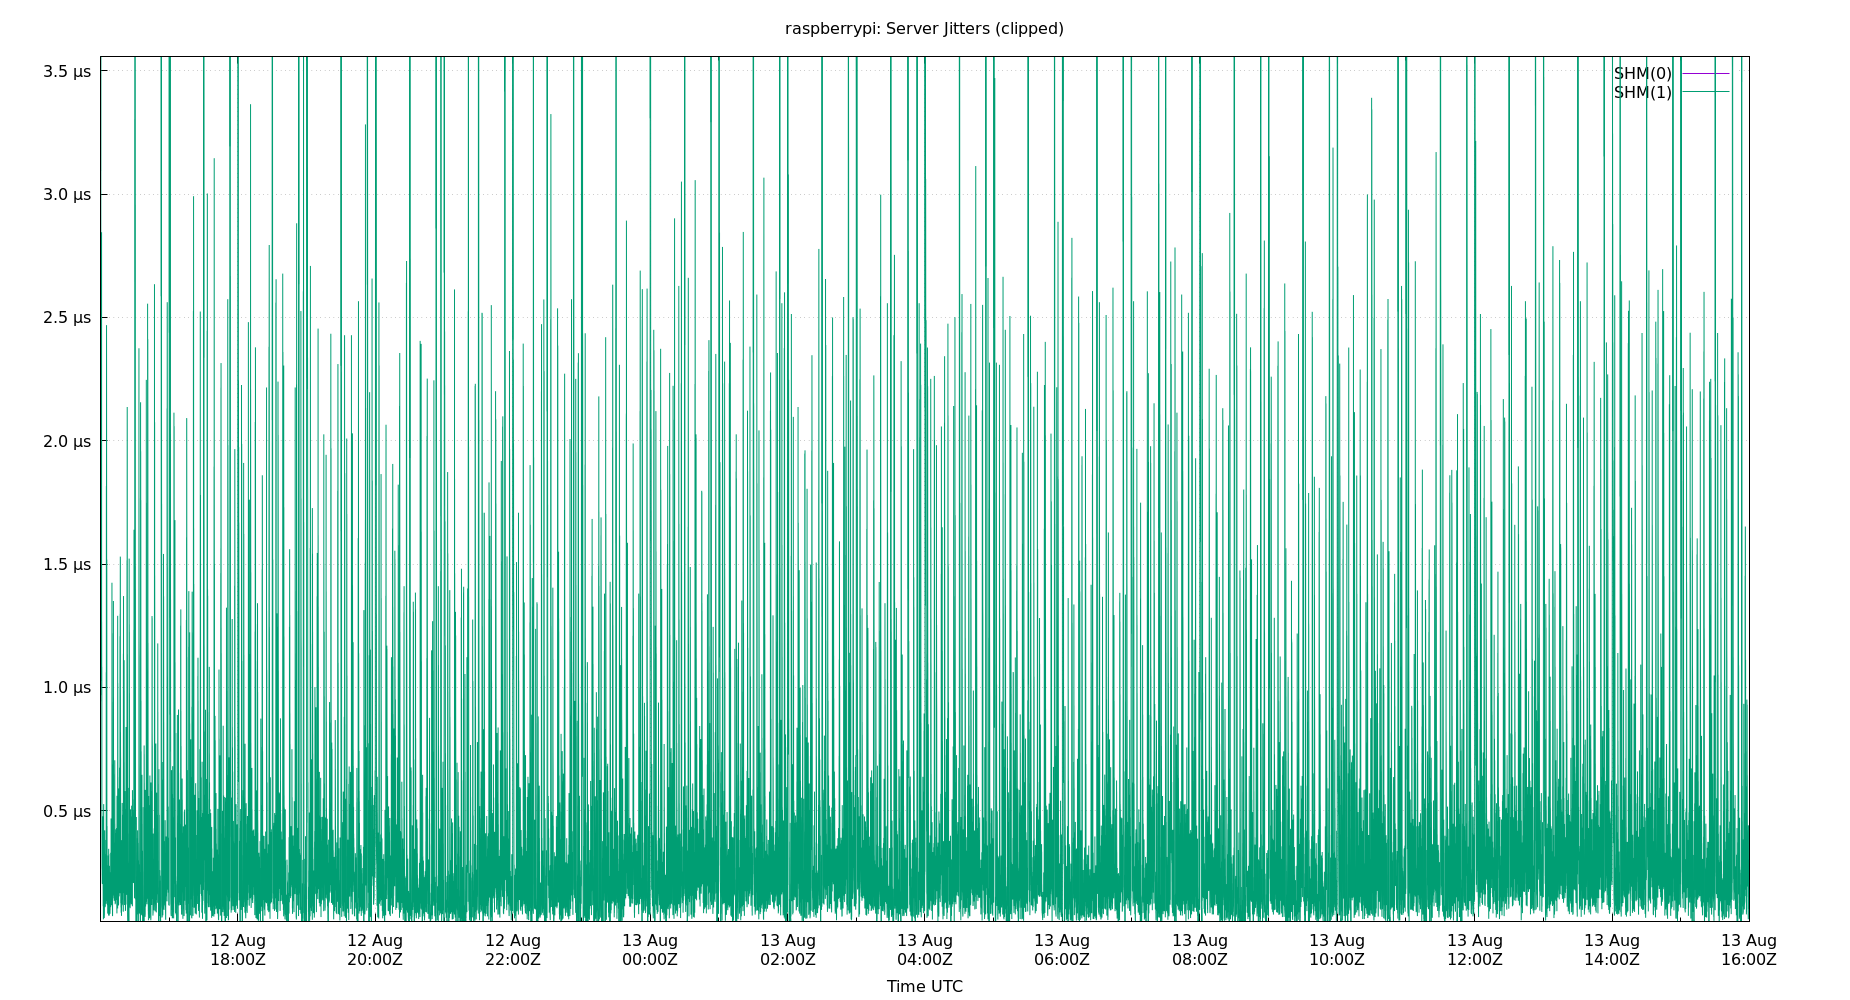 raspberrypi: Server Jitters (clipped)
3.5 µs
SHM(0)
SHM(1)
3.0 µs
2.5 µs
2.0 µs
1.5 µs
1.0 µs
0.5 µs
12 Aug 12 Aug 12 Aug 13 Aug 13 Aug 13 Aug 13 Aug 13 Aug 13 Aug 13 Aug 13 Aug 13 Aug
18:00Z 20:00Z 22:00Z 00:00Z 02:00Z 04:00Z 06:00Z 08:00Z 10:00Z 12:00Z 14:00Z 16:00Z
Time UTC